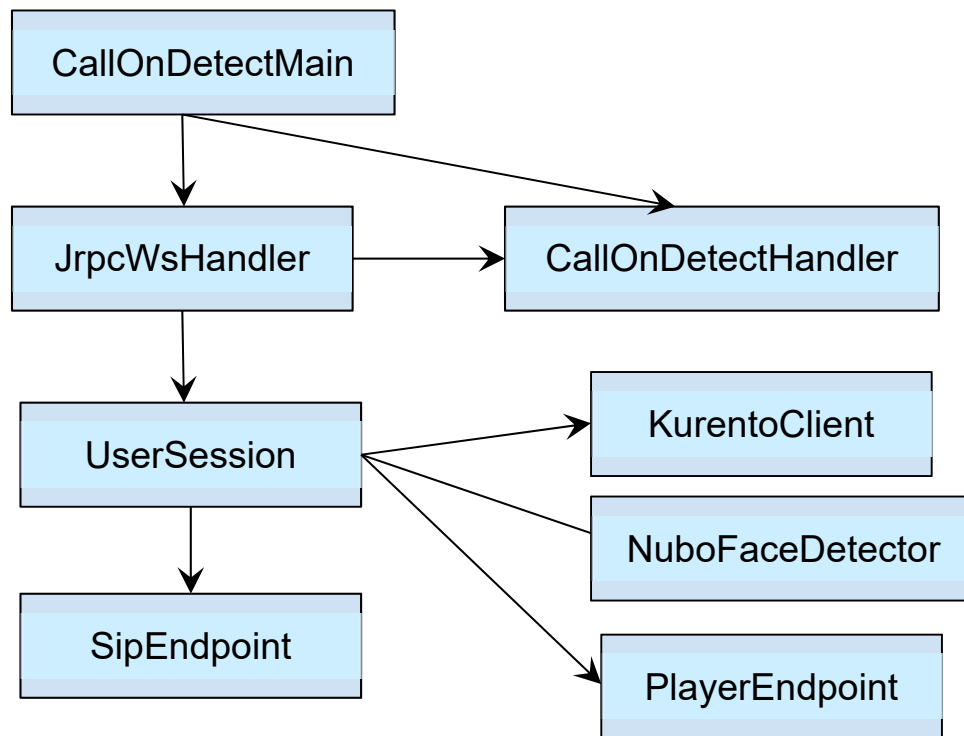 CallOnDetectMain
JrpcWsHandler
CallOnDetectHandler
UserSession
KurentoClient
NuboFaceDetector
SipEndpoint
PlayerEndpoint